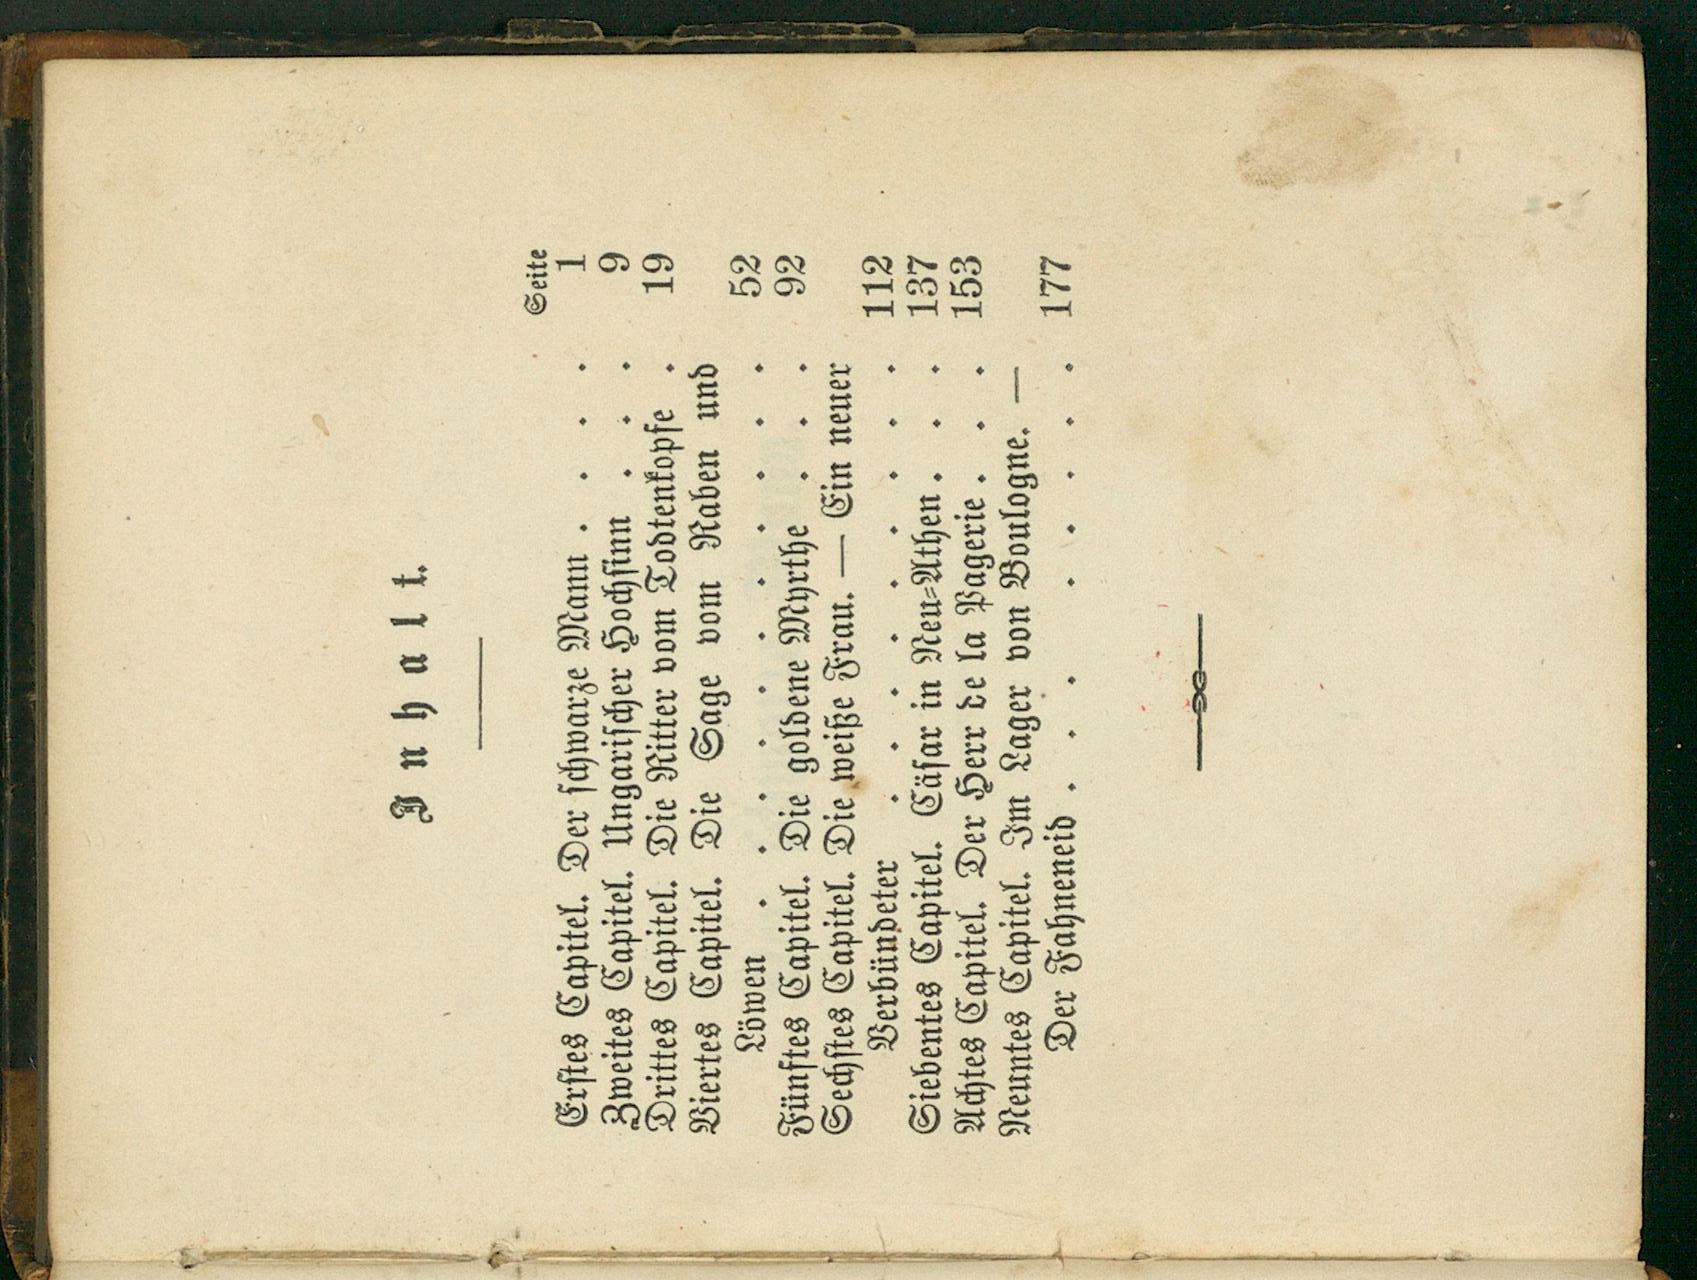 Inhalt.
Seite
Erstes Capitel. Der schwarze Mann . . . . 1
Zweites Capitel. Ungarischer Hochsinn . . . 9
Drittes Capitel. Die Ritter vom Todtenkopfe . 19
Viertes Capitel. Die Sage vom Raben und
Löwen . . . . . . . . . . . 52
Fünftes Capitel. Die goldene Myrthe . . . 92
Sechstes Capitel. Die weiße Frau. — Ein neuer
Verbündeter . . . . . . . . . 112
Siebentes Capitel. Cäsar in Neu-Athen . . . 137
Achtes Capitel. Der Herr de la Pagerie . . . 153
Neuntes Capitel. Im Lager von Boulogne. —
Der Fahneneid . . . . . . . . 177